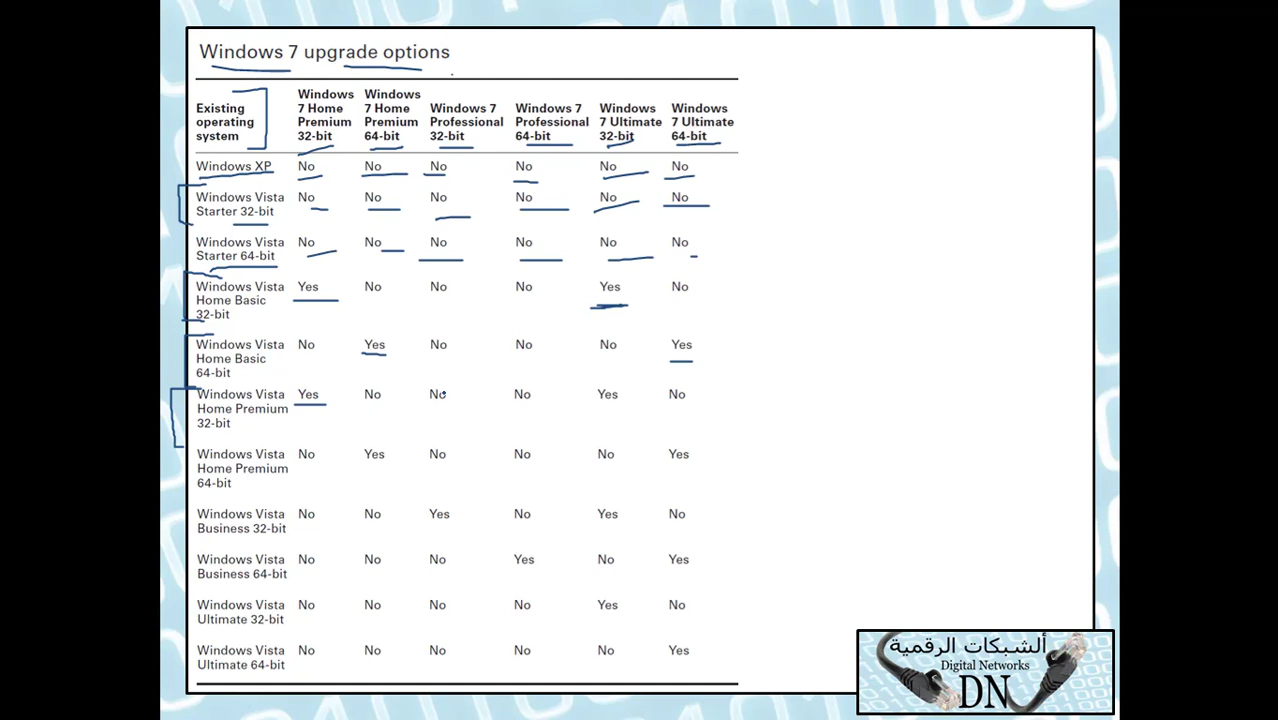 Windows 7 upgrade options
Existing operating system Windows 7 Home Premium 32-bit Windows 7 Home Premium 64-bit Windows 7 Professional 32-bit Windows 7 Professional 64-bit Windows 7 Ultimate 32-bit Windows 7 Ultimate 64-bit
Windows XP No No No No No No
Windows Vista Starter 32-bit No No No No No No
Windows Vista Starter 64-bit No No No No No No
Windows Vista Home Basic 32-bit Yes No No No Yes No
Windows Vista Home Basic 64-bit No Yes No No No Yes
Windows Vista Home Premium 32-bit Yes No No No Yes No
Windows Vista Home Premium 64-bit No Yes No No No Yes
Windows Vista Business 32-bit No No Yes No Yes No
Windows Vista Business 64-bit No No No Yes No Yes
Windows Vista Ultimate 32-bit No No No No Yes No
Windows Vista Ultimate 64-bit No No No No No Yes
ألشبكات الرقمية
Digital Networks
DN